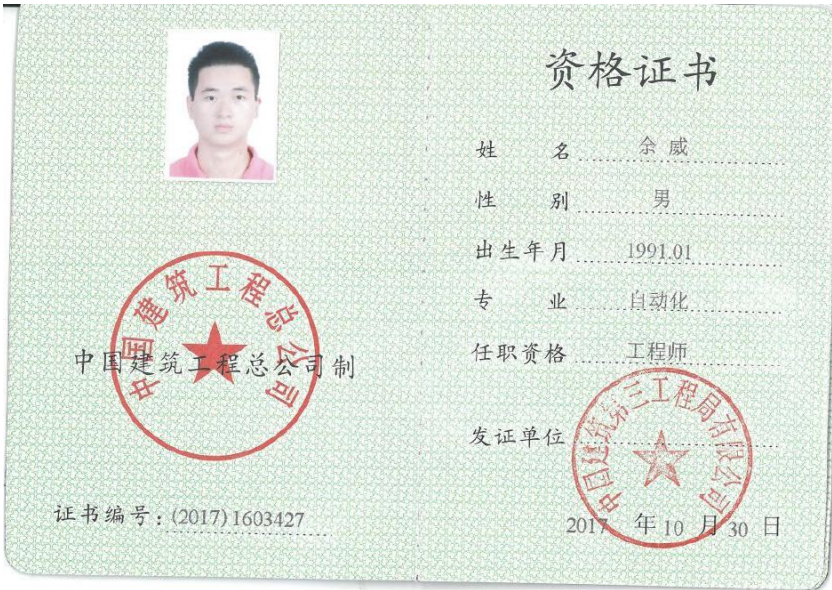 中国建筑工程总公司
中国建筑工程总公司制
证书编号：(2017) 1603427
资格证书
姓 名 余 威
性 别 男
出生年月 1991.01
专 业 自动化
任职资格 工程师
发证单位
中国建筑第三工程局有限公司
2017 年 10 月 30 日